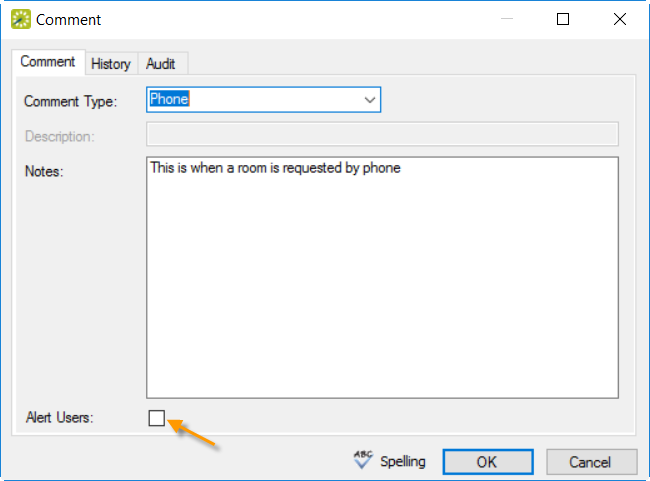 Comment
Comment History Audit
Comment Type: Phone
Description:
Notes: This is when a room is requested by phone
Alert Users:
ABC Spelling OK Cancel